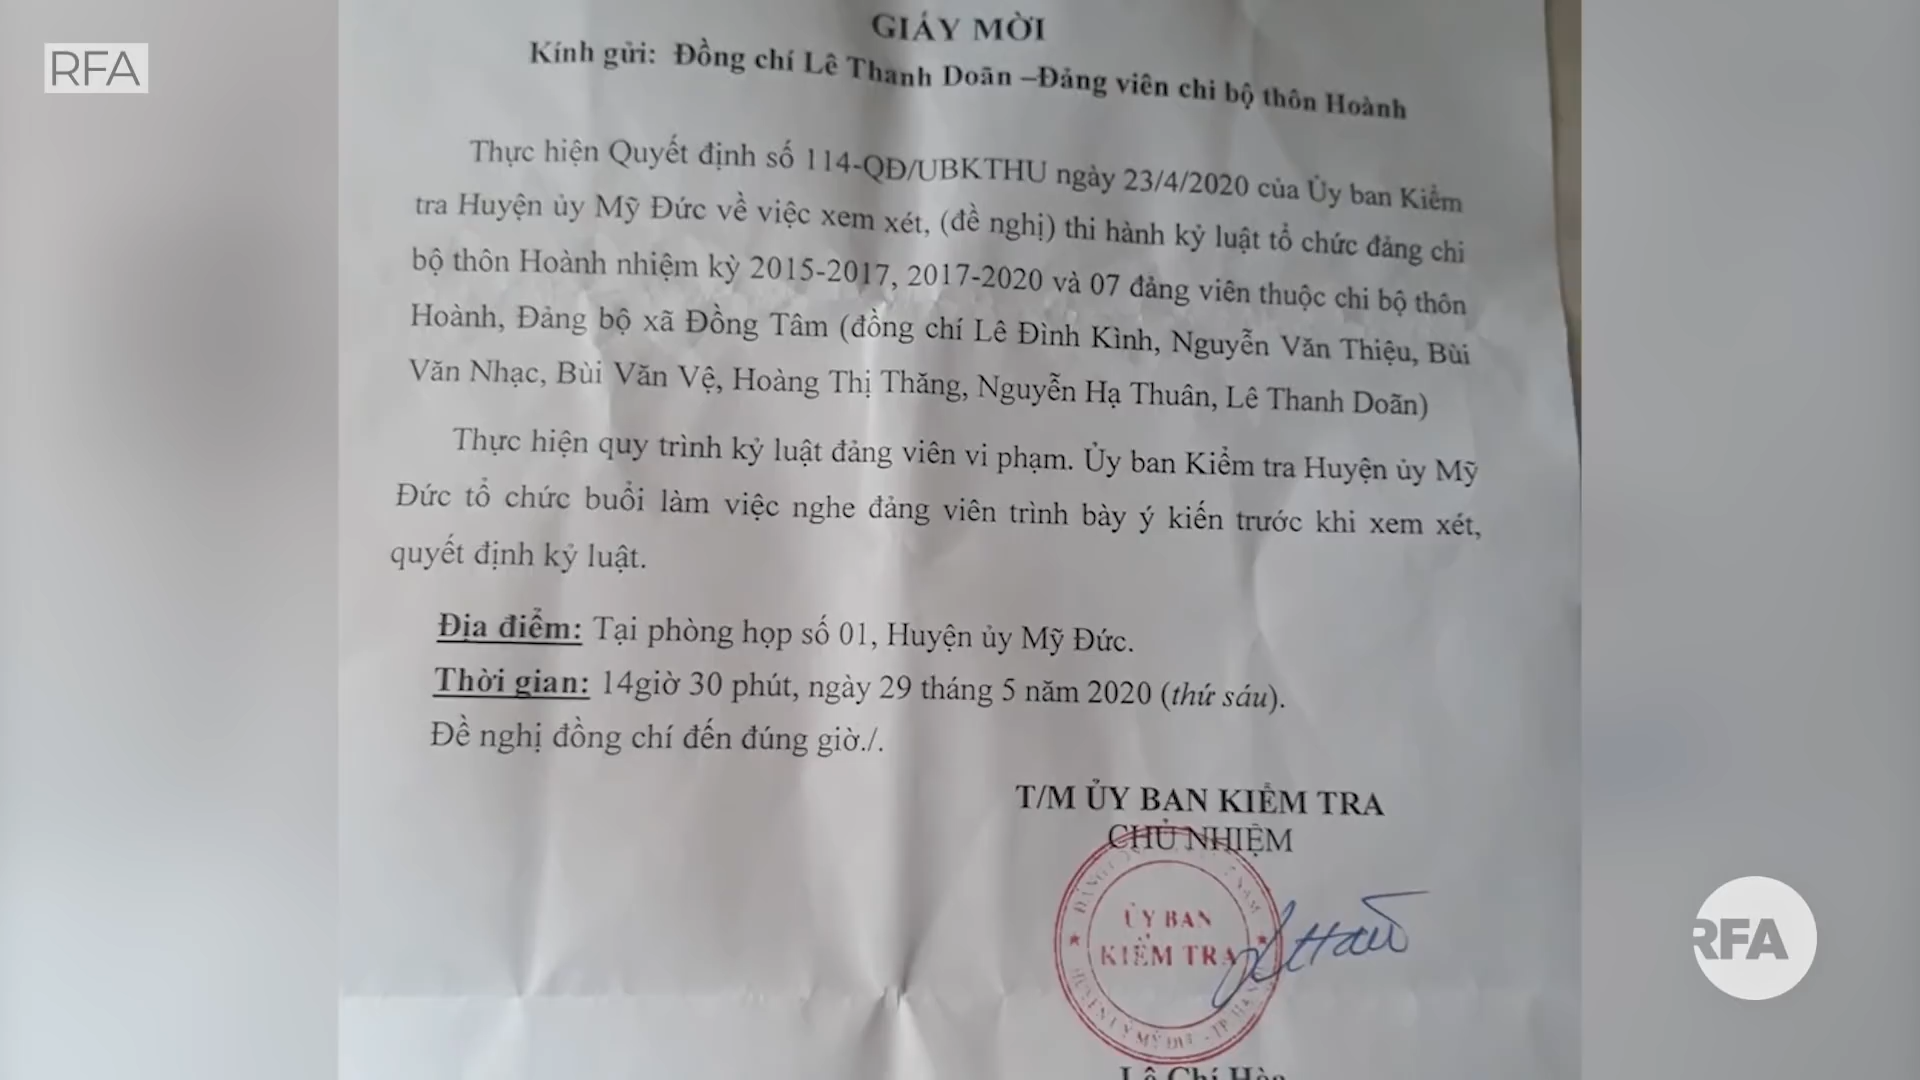 RFA
GIẤY MỜI
Kính gửi: Đồng chí Lê Thanh Doãn –Đảng viên chi bộ thôn Hoành
Thực hiện Quyết định số 114-QĐ/UBKTHU ngày 23/4/2020 của Ủy ban Kiểm
tra Huyện ủy Mỹ Đức về việc xem xét, (đề nghị) thi hành kỷ luật tổ chức đảng chi
bộ thôn Hoành nhiệm kỳ 2015-2017, 2017-2020 và 07 đảng viên thuộc chi bộ thôn
Hoành, Đảng bộ xã Đồng Tâm (đồng chí Lê Đình Kình, Nguyễn Văn Thiệu, Bùi
Văn Nhạc, Bùi Văn Vệ, Hoàng Thị Thăng, Nguyễn Hạ Thuân, Lê Thanh Doãn)
Thực hiện quy trình kỷ luật đảng viên vi phạm. Ủy ban Kiểm tra Huyện ủy Mỹ
Đức tổ chức buổi làm việc nghe đảng viên trình bày ý kiến trước khi xem xét,
quyết định kỷ luật.
Địa điểm: Tại phòng họp số 01, Huyện ủy Mỹ Đức.
Thời gian: 14giờ 30 phút, ngày 29 tháng 5 năm 2020 (thứ sáu).
Đề nghị đồng chí đến đúng giờ./.
T/M ỦY BAN KIỂM TRA
CHỦ NHIỆM
ỦY BAN
KIỂM TRA
HUYỆN ỦY MỸ ĐỨC - TP. HÀ
Lê Chí Hòa
RFA